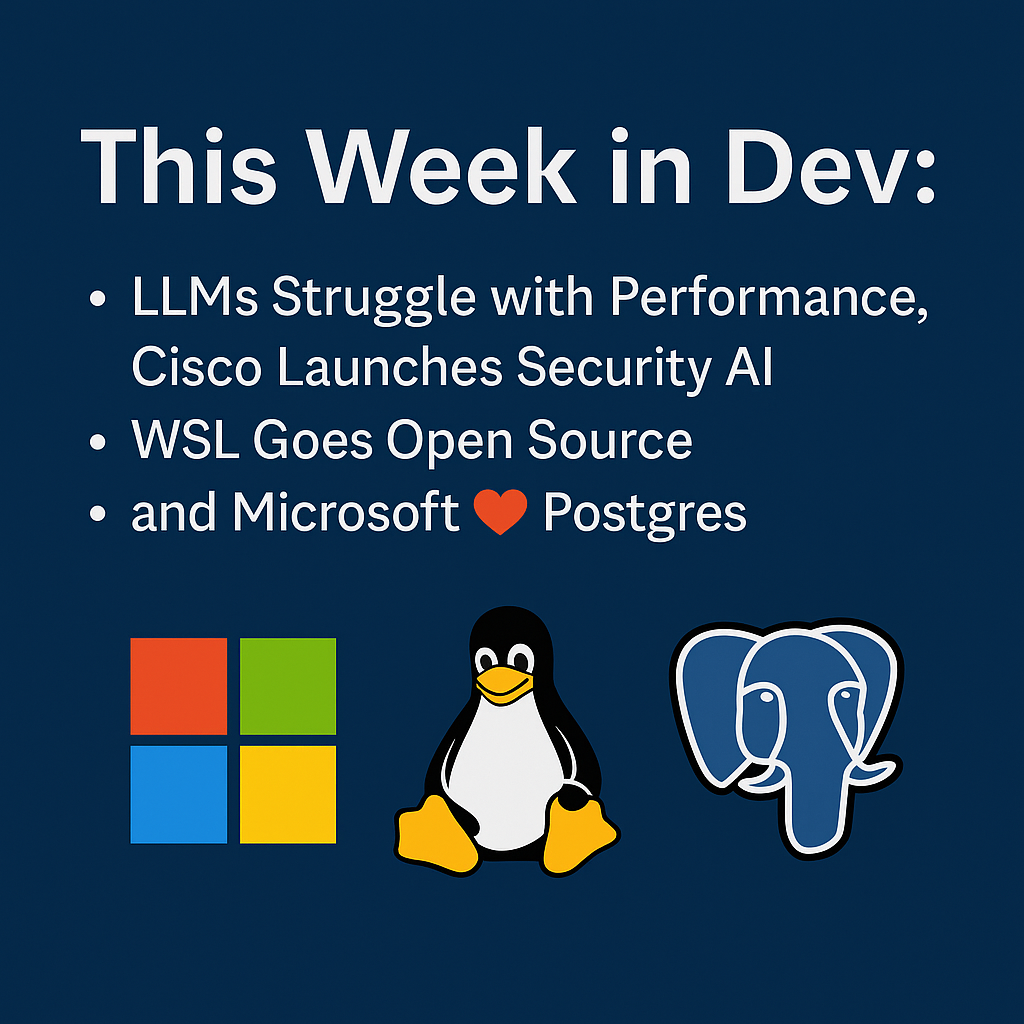 This Week in Dev:
• LLMs Struggle with Performance,
Cisco Launches Security AI
• WSL Goes Open Source
• and Microsoft ❤ Postgres